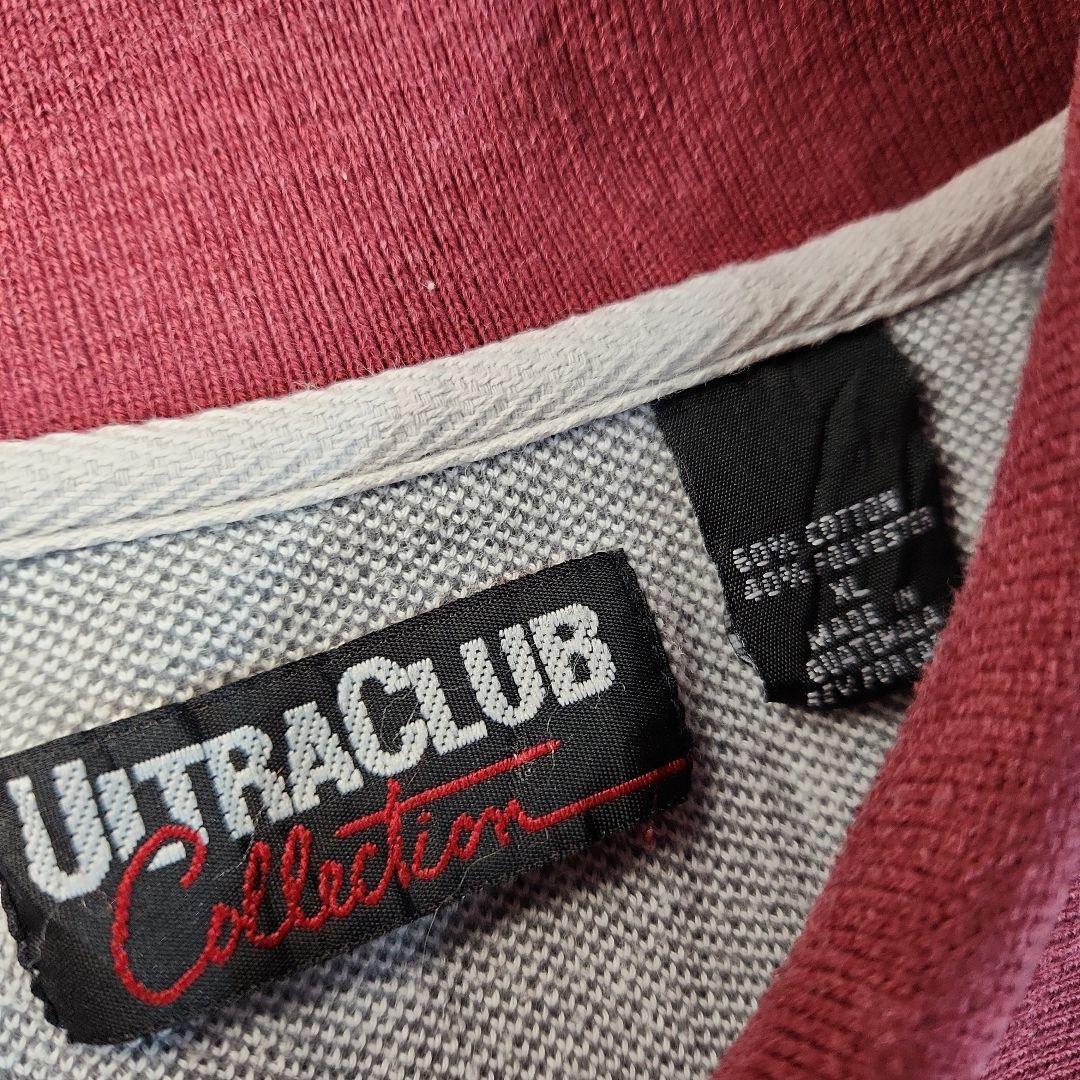 ULTRACLUB
Collection
60% COTTON
40% POLYESTER
XL
MADE IN